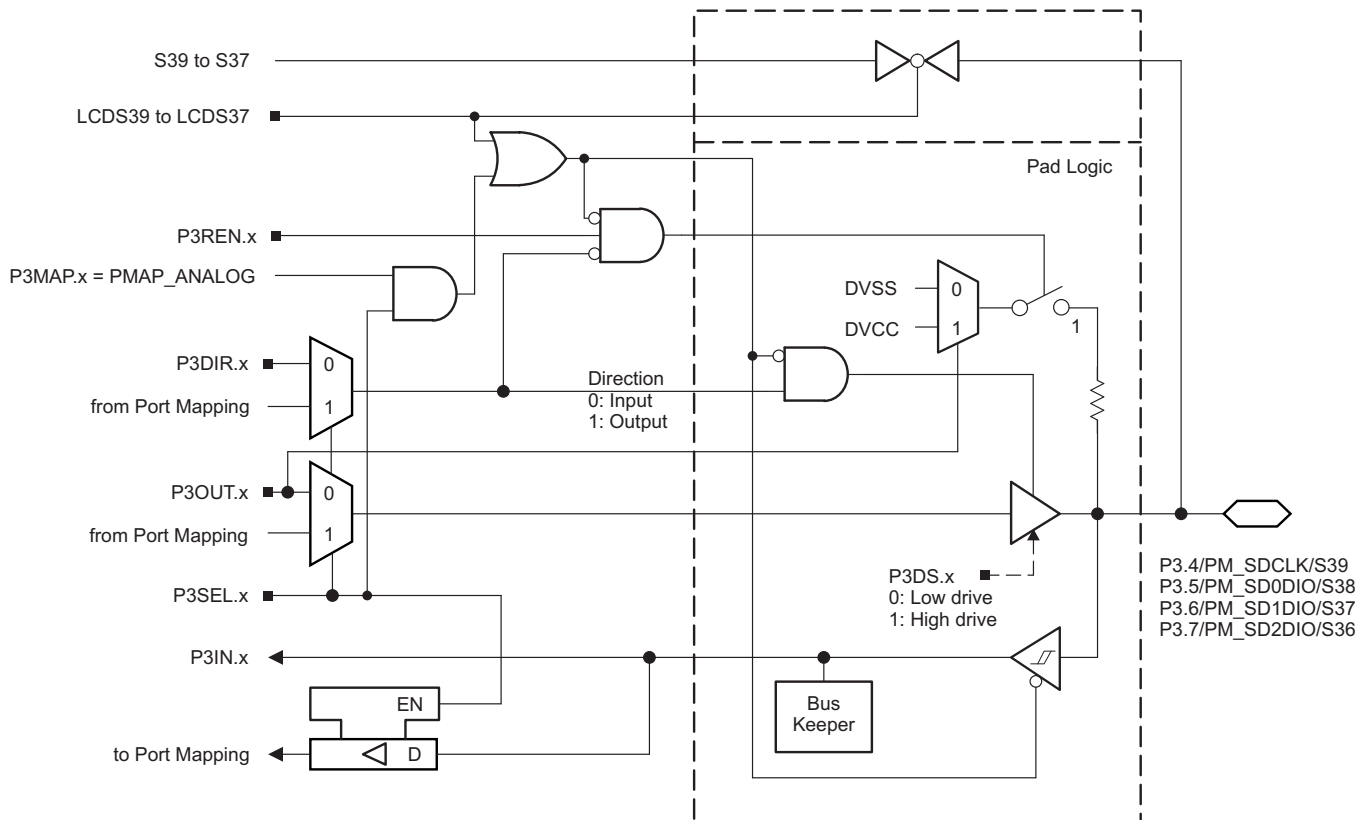 S39 to S37
LCDS39 to LCDS37
Pad Logic
P3REN.x
P3MAP.x = PMAP_ANALOG
DVSS
0
DVCC
1
1
P3DIR.x
0
from Port Mapping
1
Direction
0: Input
1: Output
P3OUT.x
0
from Port Mapping
1
P3SEL.x
P3DS.x
0: Low drive
1: High drive
P3.4/PM_SDCLK/S39
P3.5/PM_SD0DIO/S38
P3.6/PM_SD1DIO/S37
P3.7/PM_SD2DIO/S36
P3IN.x
EN
Bus
Keeper
to Port Mapping
D